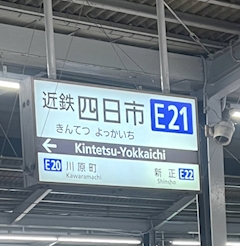 近鉄 四日市 E21
きんてつ よっかいち
Kintetsu-Yokkaichi
E20 川原町 新正 E22
Kawaramachi Shinsho